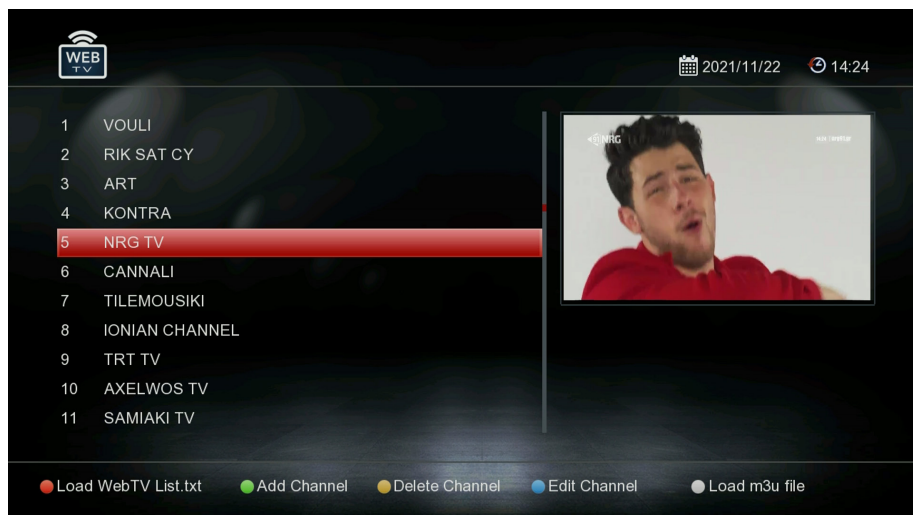 WEB
TV
2021/11/22 14:24
1 VOULI
2 RIK SAT CY
3 ART
4 KONTRA
5 NRG TV
6 CANNALI
7 TILEMOUSIKI
8 IONIAN CHANNEL
9 TRT TV
10 AXELWOS TV
11 SAMIAKI TV
NRG
Load WebTV List.txt Add Channel Delete Channel Edit Channel Load m3u file